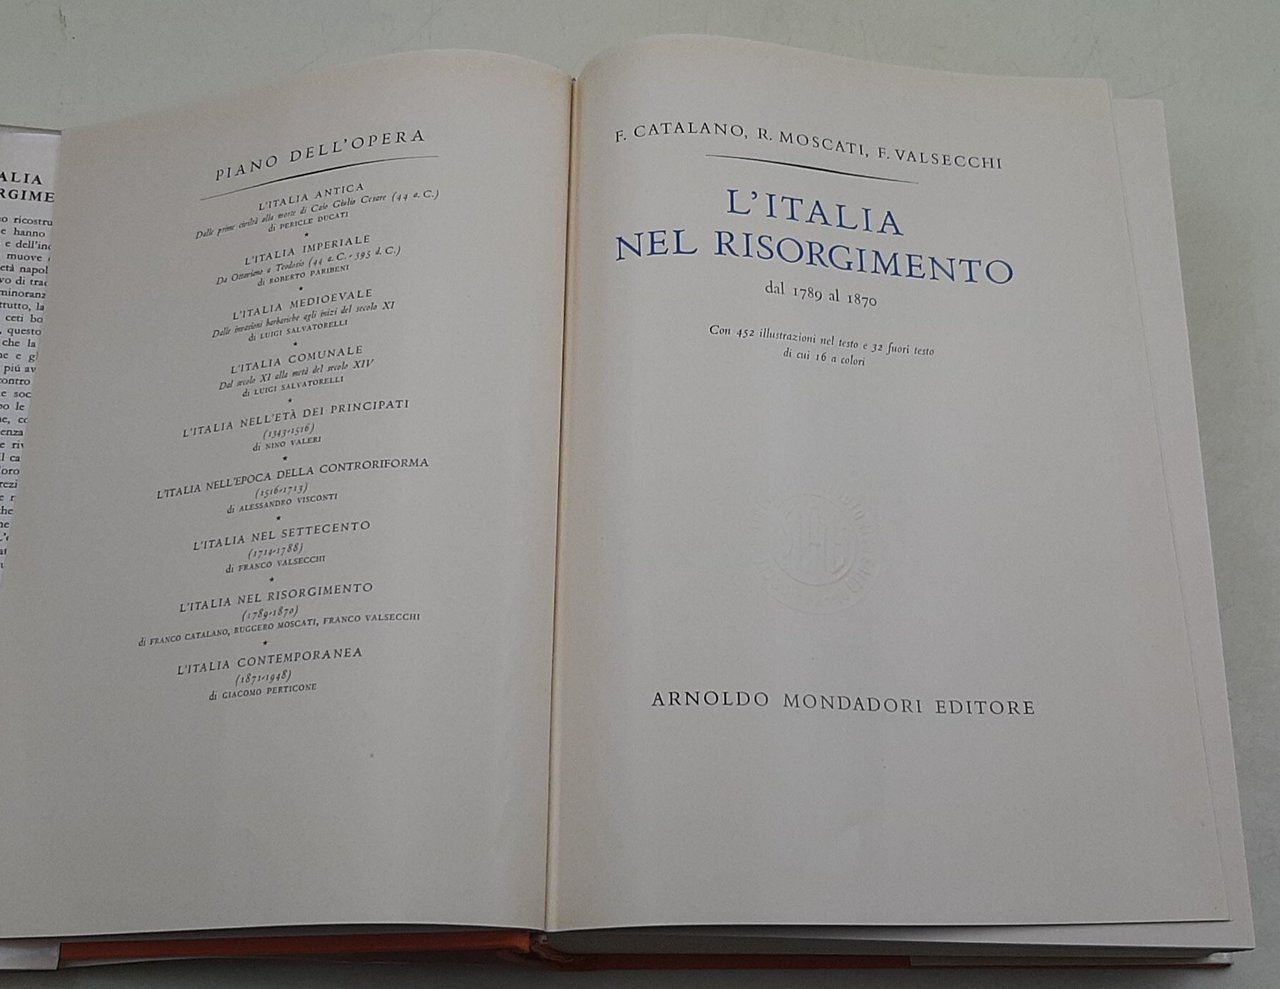 ALIA
RGIME
PIANO DELL'OPERA
L'ITALIA ANTICA
Dalle prime civiltà alla morte di Caio Giulio Cesare (44 a. C.)
di PERICLE DUCATI
L'ITALIA IMPERIALE
Da Ottaviano a Teodosio (44 a. C. - 395 d. C.)
di ROBERTO PARIBENI
L'ITALIA MEDIOEVALE
Dalle invasioni barbariche agli inizi del secolo XI
di LUIGI SALVATORELLI
L'ITALIA COMUNALE
Dal secolo XI alla metà del secolo XIV
di LUIGI SALVATORELLI
L'ITALIA NELL'ETÀ DEI PRINCIPATI
(1343-1516)
di NINO VALERI
L'ITALIA NELL'EPOCA DELLA CONTRORIFORMA
(1516-1713)
di ALESSANDRO VISCONTI
L'ITALIA NEL SETTECENTO
(1714-1788)
di FRANCO VALSECCHI
L'ITALIA NEL RISORGIMENTO
(1789-1870)
di FRANCO CATALANO, RUGGERO MOSCATI, FRANCO VALSECCHI
L'ITALIA CONTEMPORANEA
(1871-1948)
di GIACOMO PERTICONE
F. CATALANO, R. MOSCATI, F. VALSECCHI
L'ITALIA
NEL RISORGIMENTO
dal 1789 al 1870
Con 452 illustrazioni nel testo e 32 fuori testo
di cui 16 a colori
ARNOLDO MONDADORI EDITORE